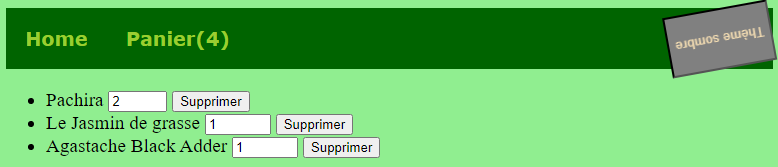 Home Panier(4) Thème sombre
Pachira 2 Supprimer
Le Jasmin de grasse 1 Supprimer
Agastache Black Adder 1 Supprimer